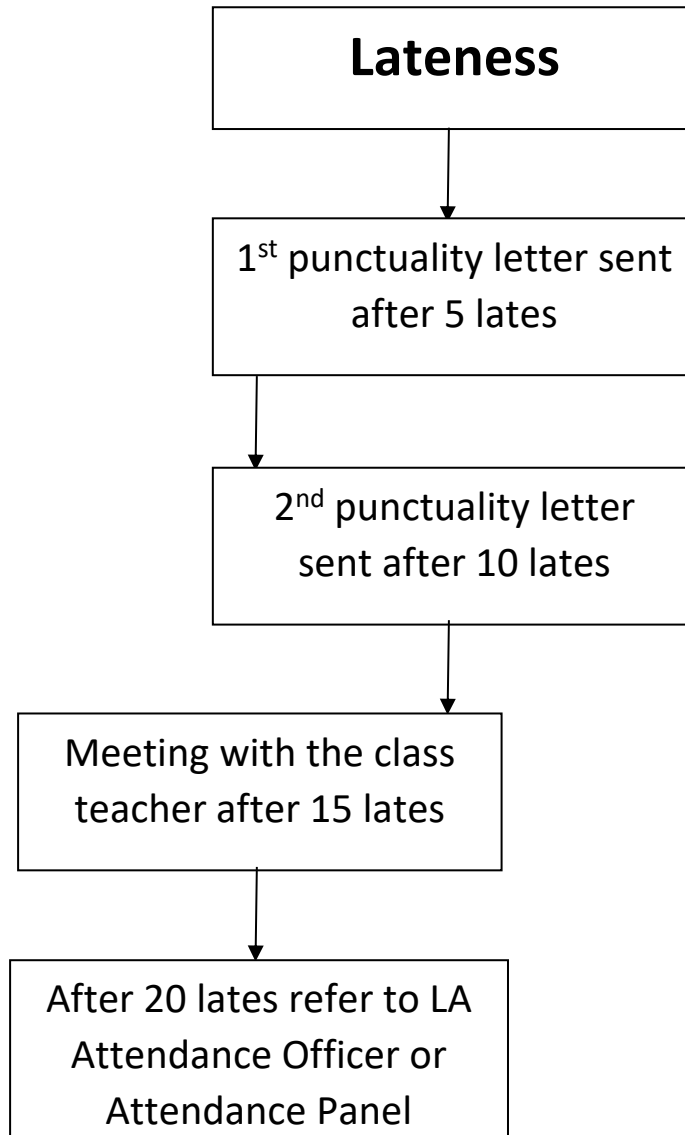 Lateness
1st punctuality letter sent
after 5 lates
2nd punctuality letter
sent after 10 lates
Meeting with the class
teacher after 15 lates
After 20 lates refer to LA
Attendance Officer or
Attendance Panel